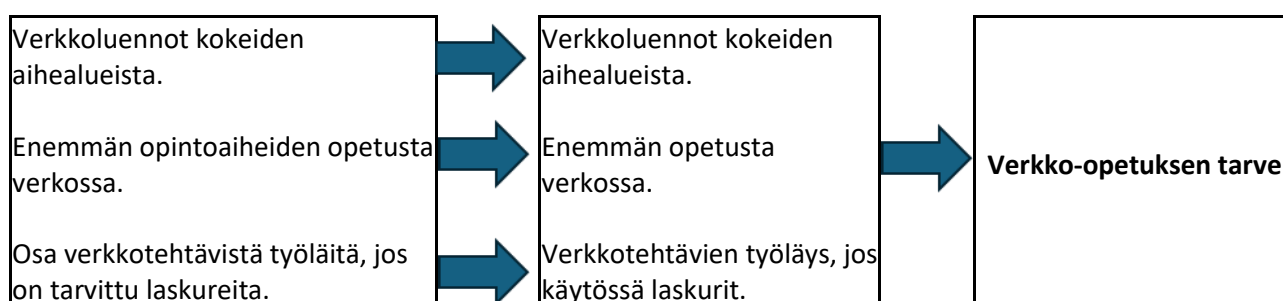 Verkkoluennot kokeiden
aihealueista.
Enemmän opintoaiheiden opetusta
verkossa.
Osa verkkotehtävistä työläitä, jos
on tarvittu laskureita.
Verkkoluennot kokeiden
aihealueista.
Enemmän opetusta
verkossa.
Verkkotehtävien työläys, jos
käytössä laskurit.
Verkko-opetuksen tarve